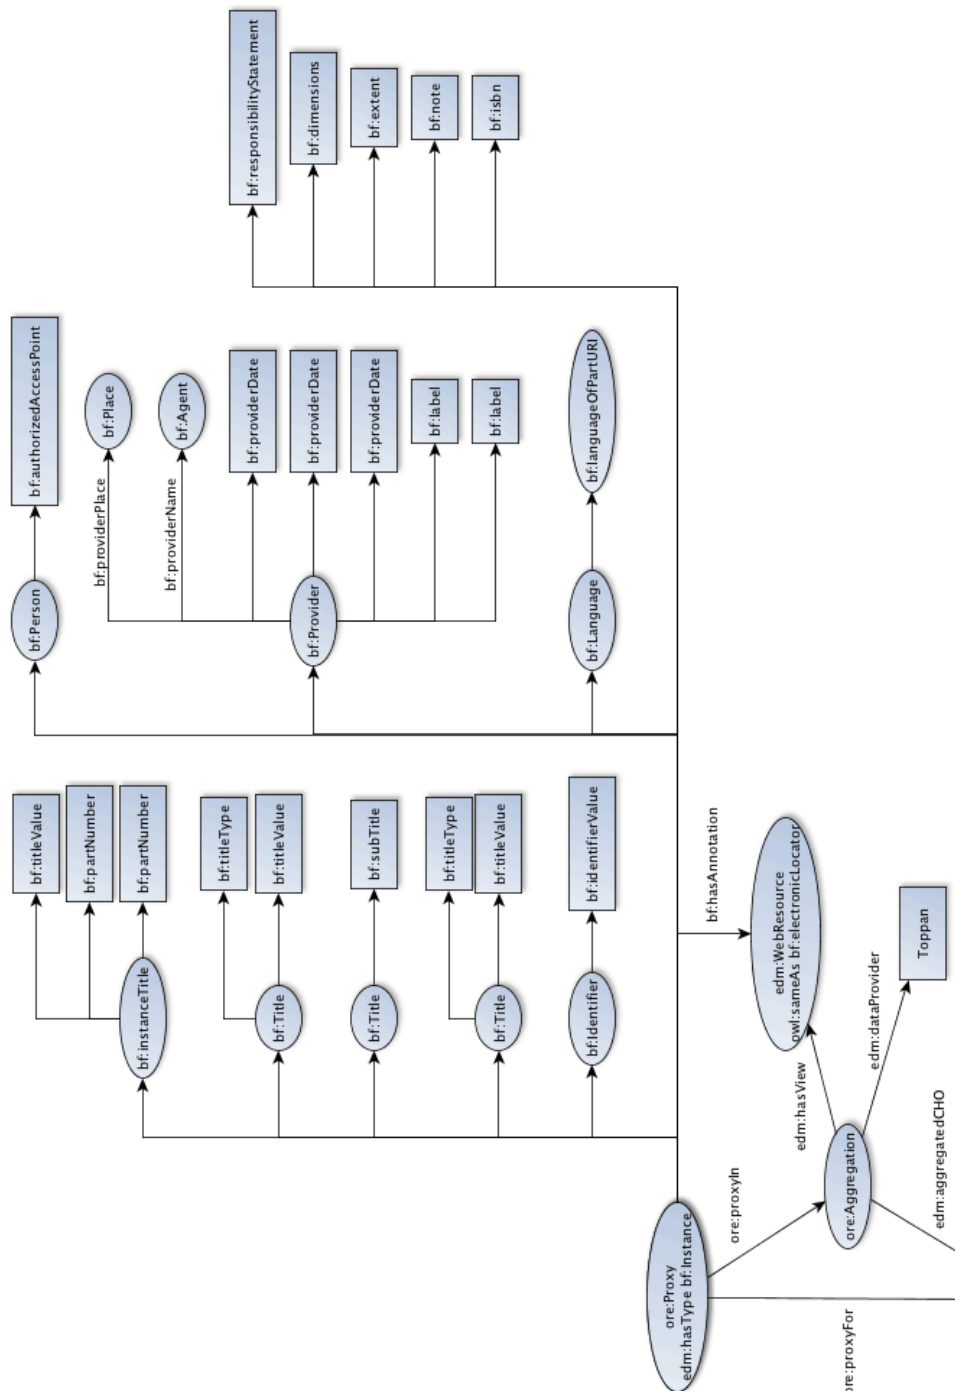 bf:titleValue
bf:Person
bf:authorizedAccessPoint
bf:partNumber
bf:providerPlace
bf:Place
bf:instanceTitle
bf:partNumber
bf:providerName
bf:Agent
bf:titleType
bf:providerDate
bf:responsibilityStatement
bf:Title
bf:titleValue
bf:Provider
bf:providerDate
bf:dimensions
bf:Title
bf:subTitle
bf:providerDate
bf:extent
bf:titleType
bf:label
bf:note
bf:Title
bf:titleValue
bf:label
bf:isbn
bf:Identifier
bf:identifierValue
bf:Language
bf:languageOfPartURI
ore:Proxy
edm:hasType bf:Instance
bf:hasAnnotation
ore:proxyIn
edm:WebResource
owl:sameAs bf:electronicLocator
edm:hasView
ore:proxyFor
ore:Aggregation
edm:dataProvider
Toppan
edm:aggregatedCHO